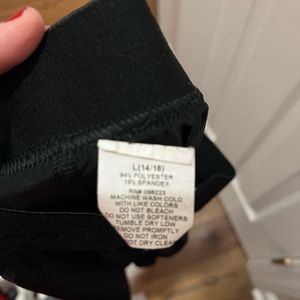 L(14/16)
84% POLYESTER
16% SPANDEX
RN# 098223
MACHINE WASH COLD
WITH LIKE COLORS
DO NOT BLEACH
DO NOT USE SOFTENERS
TUMBLE DRY LOW
REMOVE PROMPTLY
DO NOT IRON
NOT DRY CLEAN